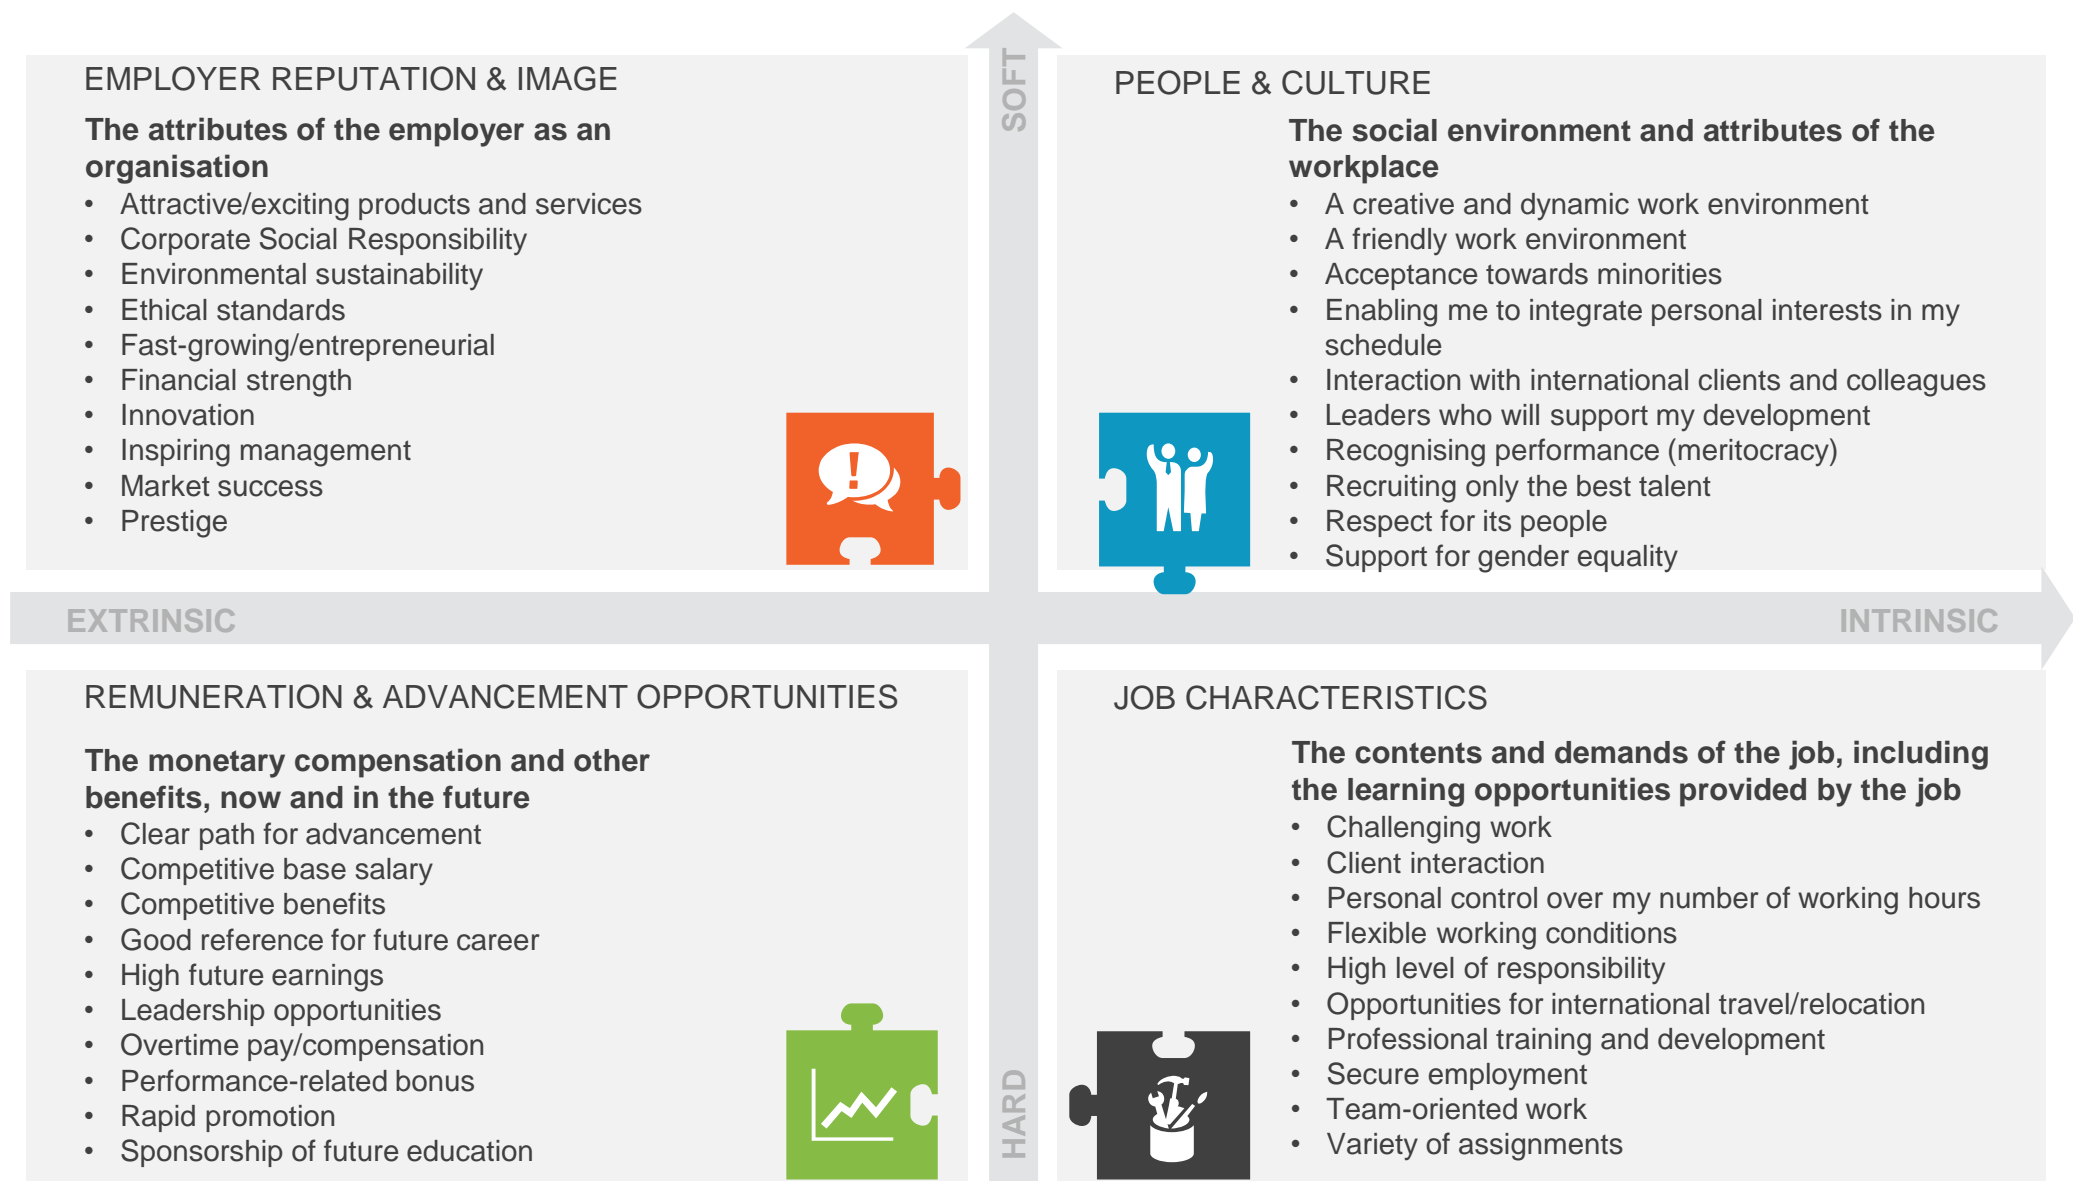 SOFT
EMPLOYER REPUTATION & IMAGE
The attributes of the employer as an
organisation
• Attractive/exciting products and services
• Corporate Social Responsibility
• Environmental sustainability
• Ethical standards
• Fast-growing/entrepreneurial
• Financial strength
• Innovation
• Inspiring management
• Market success
• Prestige
PEOPLE & CULTURE
The social environment and attributes of the
workplace
• A creative and dynamic work environment
• A friendly work environment
• Acceptance towards minorities
• Enabling me to integrate personal interests in my
schedule
• Interaction with international clients and colleagues
• Leaders who will support my development
• Recognising performance (meritocracy)
• Recruiting only the best talent
• Respect for its people
• Support for gender equality
EXTRINSIC
INTRINSIC
REMUNERATION & ADVANCEMENT OPPORTUNITIES
The monetary compensation and other
benefits, now and in the future
• Clear path for advancement
• Competitive base salary
• Competitive benefits
• Good reference for future career
• High future earnings
• Leadership opportunities
• Overtime pay/compensation
• Performance-related bonus
• Rapid promotion
• Sponsorship of future education
JOB CHARACTERISTICS
The contents and demands of the job, including
the learning opportunities provided by the job
• Challenging work
• Client interaction
• Personal control over my number of working hours
• Flexible working conditions
• High level of responsibility
• Opportunities for international travel/relocation
• Professional training and development
• Secure employment
• Team-oriented work
• Variety of assignments
HARD